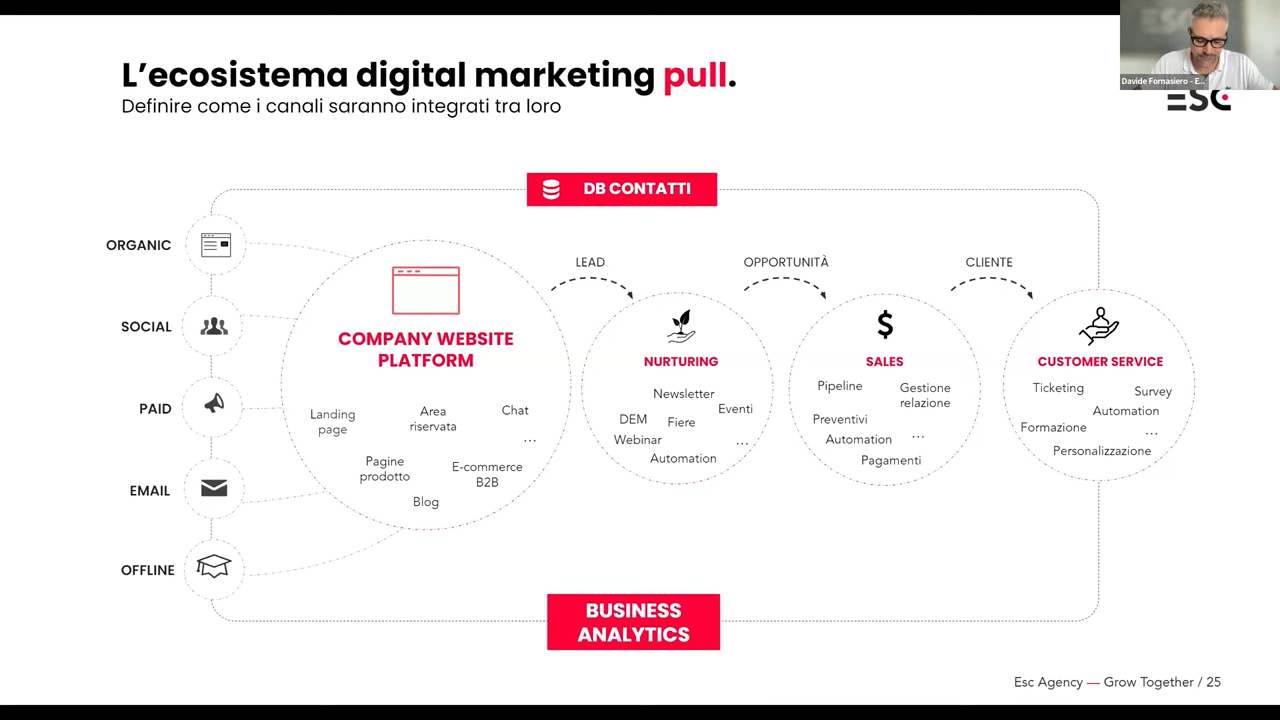 L’ecosistema digital marketing pull.
Definire come i canali saranno integrati tra loro
Davide Fornasiero - E...
ESC
DB CONTATTI
ORGANIC
SOCIAL
PAID
EMAIL
OFFLINE
COMPANY WEBSITE
PLATFORM
Landing
page
Area
riservata
Chat
...
Pagine
prodotto
E-commerce
B2B
Blog
LEAD
NURTURING
Newsletter
Eventi
DEM
Fiere
Webinar
...
Automation
OPPORTUNITÀ
$
SALES
Pipeline
Gestione
relazione
Preventivi
Automation
...
Pagamenti
CLIENTE
CUSTOMER SERVICE
Ticketing
Survey
Automation
Formazione
...
Personalizzazione
BUSINESS
ANALYTICS
Esc Agency — Grow Together / 25